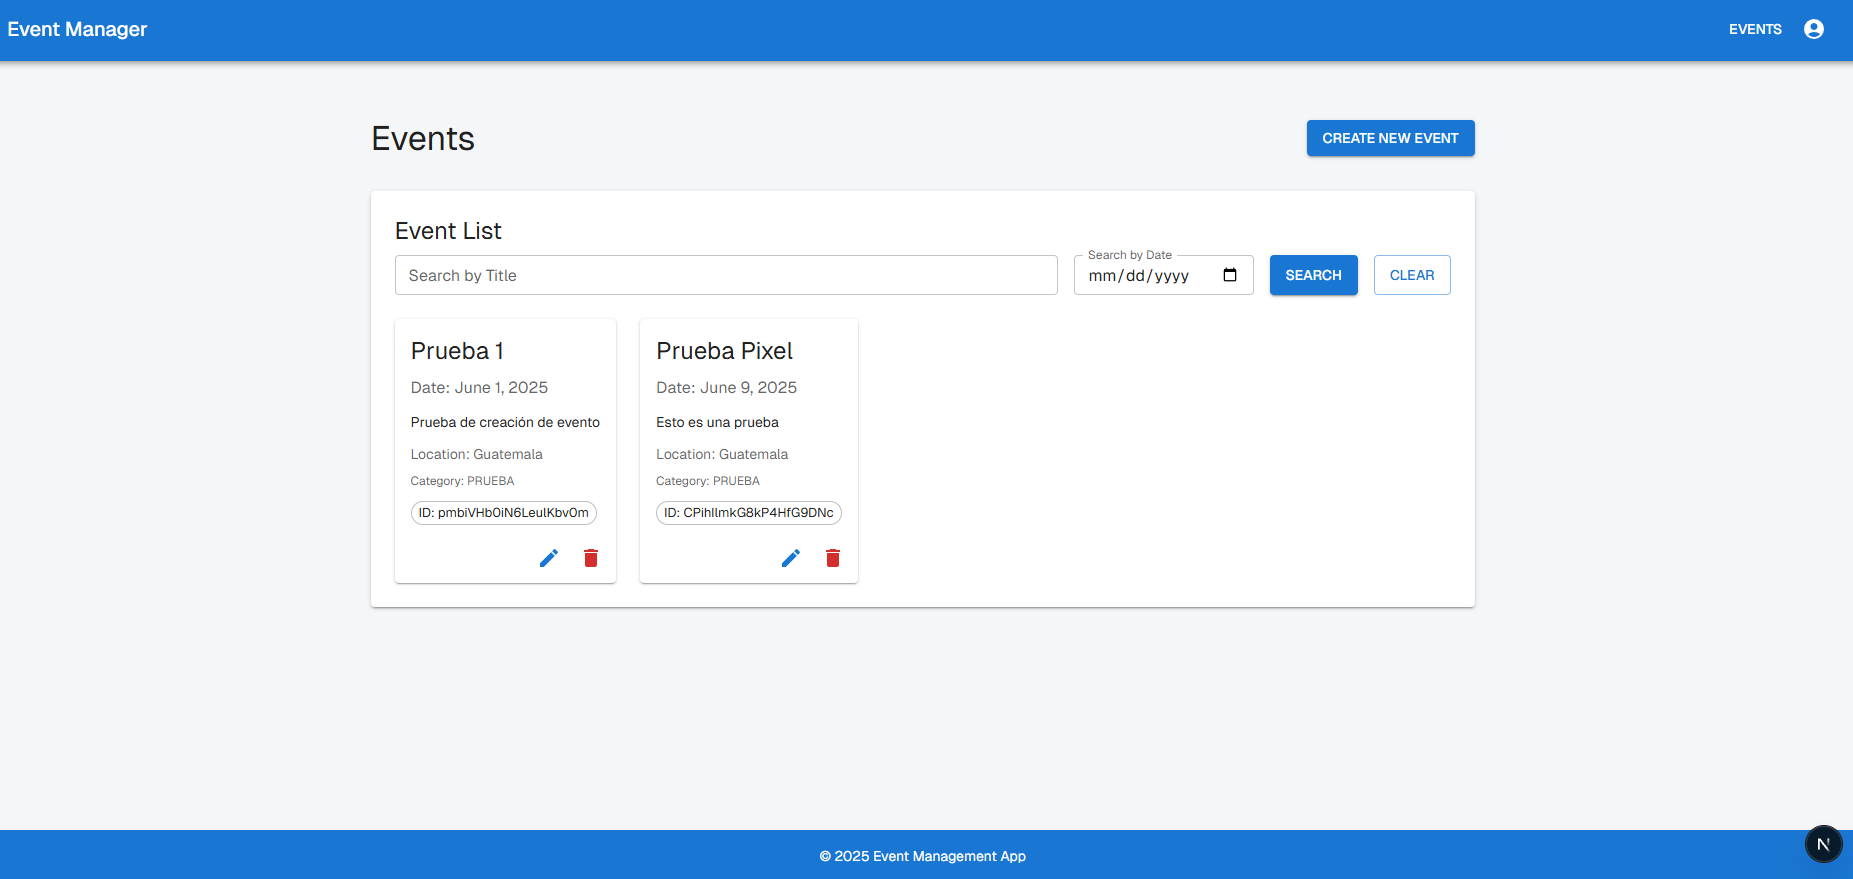 Event Manager
EVENTS
Events
CREATE NEW EVENT
Event List
Search by Title
Search by Date
mm/dd/yyyy
SEARCH
CLEAR
Prueba 1
Date: June 1, 2025
Prueba de creación de evento
Location: Guatemala
Category: PRUEBA
ID: pmbiVHb0iN6LeulKbv0m
Prueba Pixel
Date: June 9, 2025
Esto es una prueba
Location: Guatemala
Category: PRUEBA
ID: CPihIlmkG8kP4HfG9DNc
© 2025 Event Management App
N